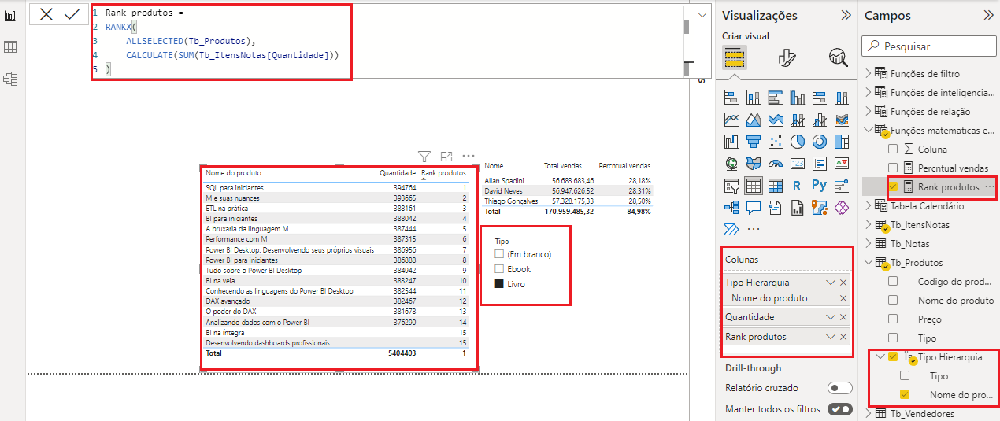 1 Rank produtos =
2 RANKX(
3 ALLSELECTED(Tb_Produtos),
4 CALCULATE(SUM(Tb_ItensNotas[Quantidade]))
5 )
Nome do produto Quantidade Rank produtos
SQL para iniciantes 394764 1
M e suas nuances 393665 2
ETL na prática 388161 3
BI para iniciantes 388042 4
A bruxaria da linguagem M 387444 5
Performance com M 387315 6
Power BI Desktop: Desenvolvendo seus próprios visuais 386956 7
Power BI para iniciantes 386888 8
Tudo sobre o Power BI Desktop 384942 9
BI na veia 383247 10
Conhecendo as linguagens do Power BI Desktop 382544 11
DAX avançado 382467 12
O poder do DAX 381678 13
Analizando dados com o Power BI 376290 14
BI na íntegra 15
Desenvolvendo dashboards profissionais 15
Total 5404403 1
Nome Total vendas Percntual vendas
Allan Spadini 56.683.683,46 28,18%
David Neves 56.947.626,52 28,31%
Thiago Gonçalves 57.328.175,33 28,50%
Total 170.959.485,32 84,98%
Tipo
(Em branco)
Ebook
Livro
Visualizações
Criar visual
123
R
Py
Colunas
Tipo Hierarquia
Nome do produto
Quantidade
Rank produtos
Drill-through
Relatório cruzado
Manter todos os filtros
Campos
Pesquisar
Funções de filtro
Funções de inteligencia...
Funções de relação
Funções matematicas e...
Coluna
Percntual vendas
Rank produtos ...
Tabela Calendário
Tb_ItensNotas
Tb_Notas
Tb_Produtos
Codigo do prod...
Nome do produto
Preço
Tipo
Tipo Hierarquia
Tipo
Nome do pro...
Tb_Vendedores